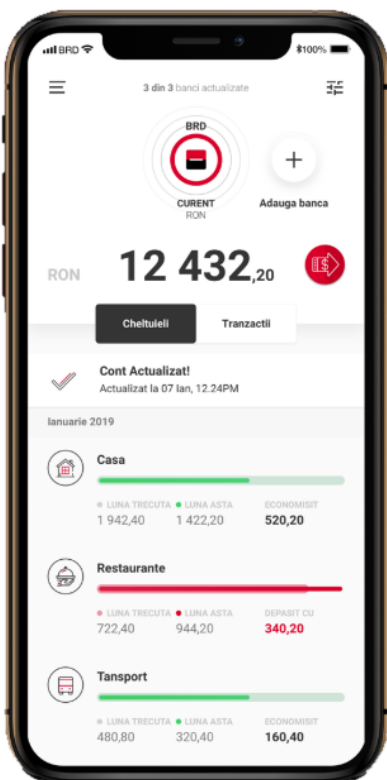 BRD
$100%
3 din 3 banci actualizate
BRD
CURENT
RON
Adauga banca
RON 12 432,20
Cheltuieli Tranzactii
Cont Actualizat!
Actualizat la 07 Ian, 12.24PM
Ianuarie 2019
Casa
LUNA TRECUTA LUNA ASTA ECONOMISIT
1 942,40 1 422,20 520,20
Restaurante
LUNA TRECUTA LUNA ASTA DEPASIT CU
722,40 944,20 340,20
Tansport
LUNA TRECUTA LUNA ASTA ECONOMISIT
480,80 320,40 160,40